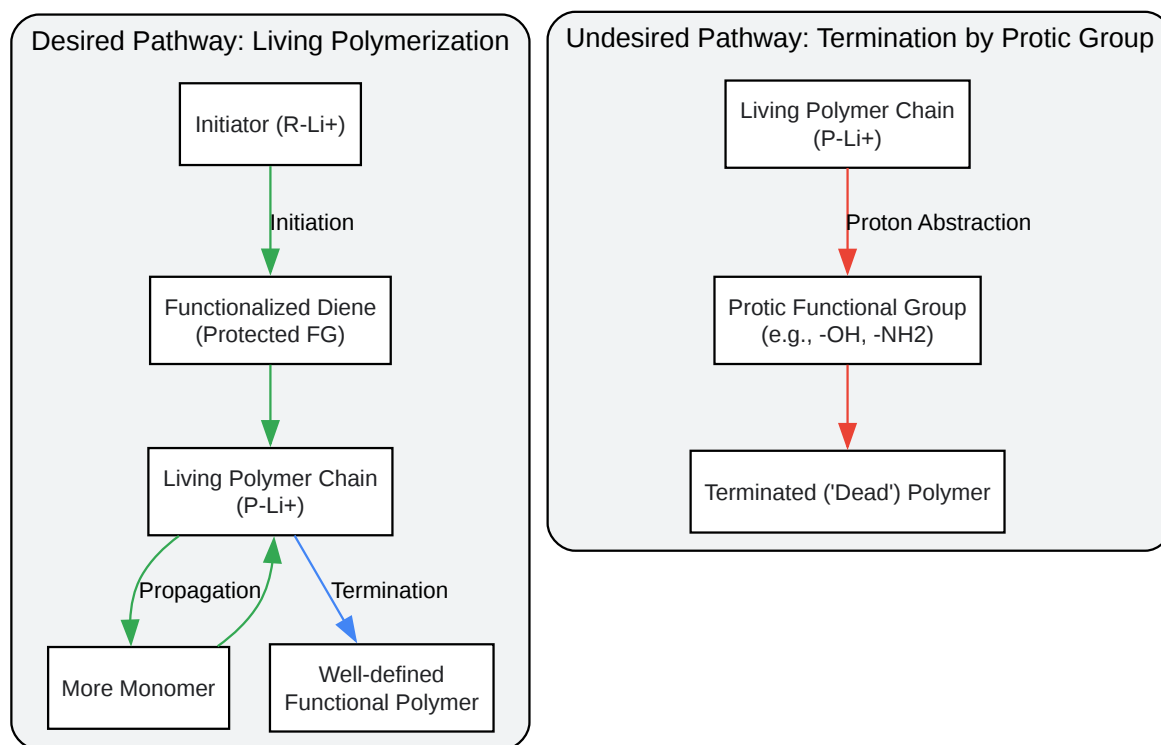 Desired Pathway: Living Polymerization
Initiator (R-Li+)
Initiation
Functionalized Diene
(Protected FG)
Living Polymer Chain
(P-Li+)
Propagation
Termination
More Monomer
Well-defined
Functional Polymer
Undesired Pathway: Termination by Protic Group
Living Polymer Chain
(P-Li+)
Proton Abstraction
Protic Functional Group
(e.g., -OH, -NH2)
Terminated ('Dead') Polymer